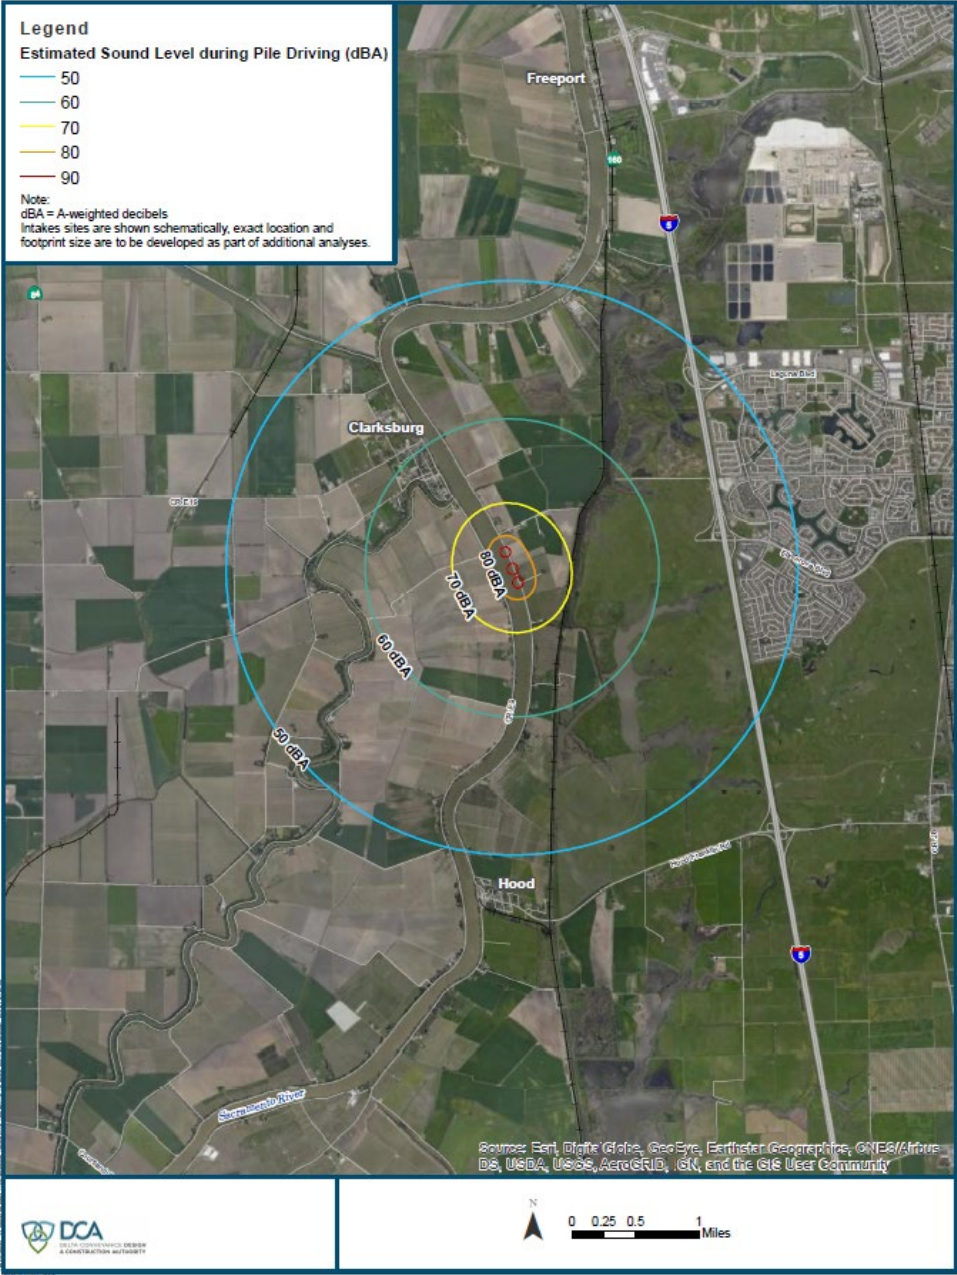 Legend
Estimated Sound Level during Pile Driving (dBA)
50
60
70
80
90
Note:
dBA = A-weighted decibels
Intakes sites are shown schematically, exact location and
footprint size are to be developed as part of additional analyses.
Freeport
160
5
84
Laguna Blvd
Clarksburg
80 dBA
70 dBA
60 dBA
50 dBA
Hood Franklin Rd
Hood
5
Sacramento River
Source: Esri, DigitalGlobe, GeoEye, Earthstar Geographics, CNES/Airbus
DS, USDA, USGS, AeroGRID, IGN, and the GIS User Community
DCA
DELTA CONVEYANCE DESIGN
& CONSTRUCTION AUTHORITY
N
0 0.25 0.5 1
Miles